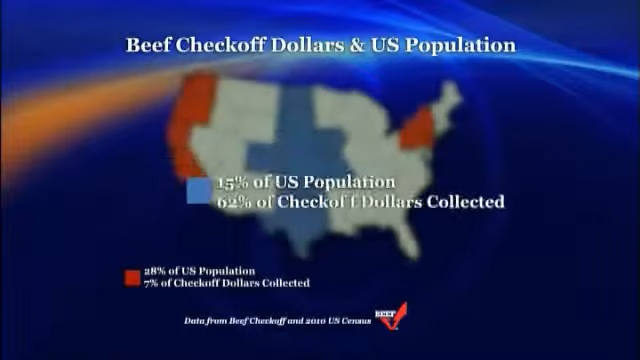 Beef Checkoff Dollars & US Population
15% of US Population
62% of Checkoff Dollars Collected
28% of US Population
7% of Checkoff Dollars Collected
Data from Beef Checkoff and 2010 US Census
BEEF